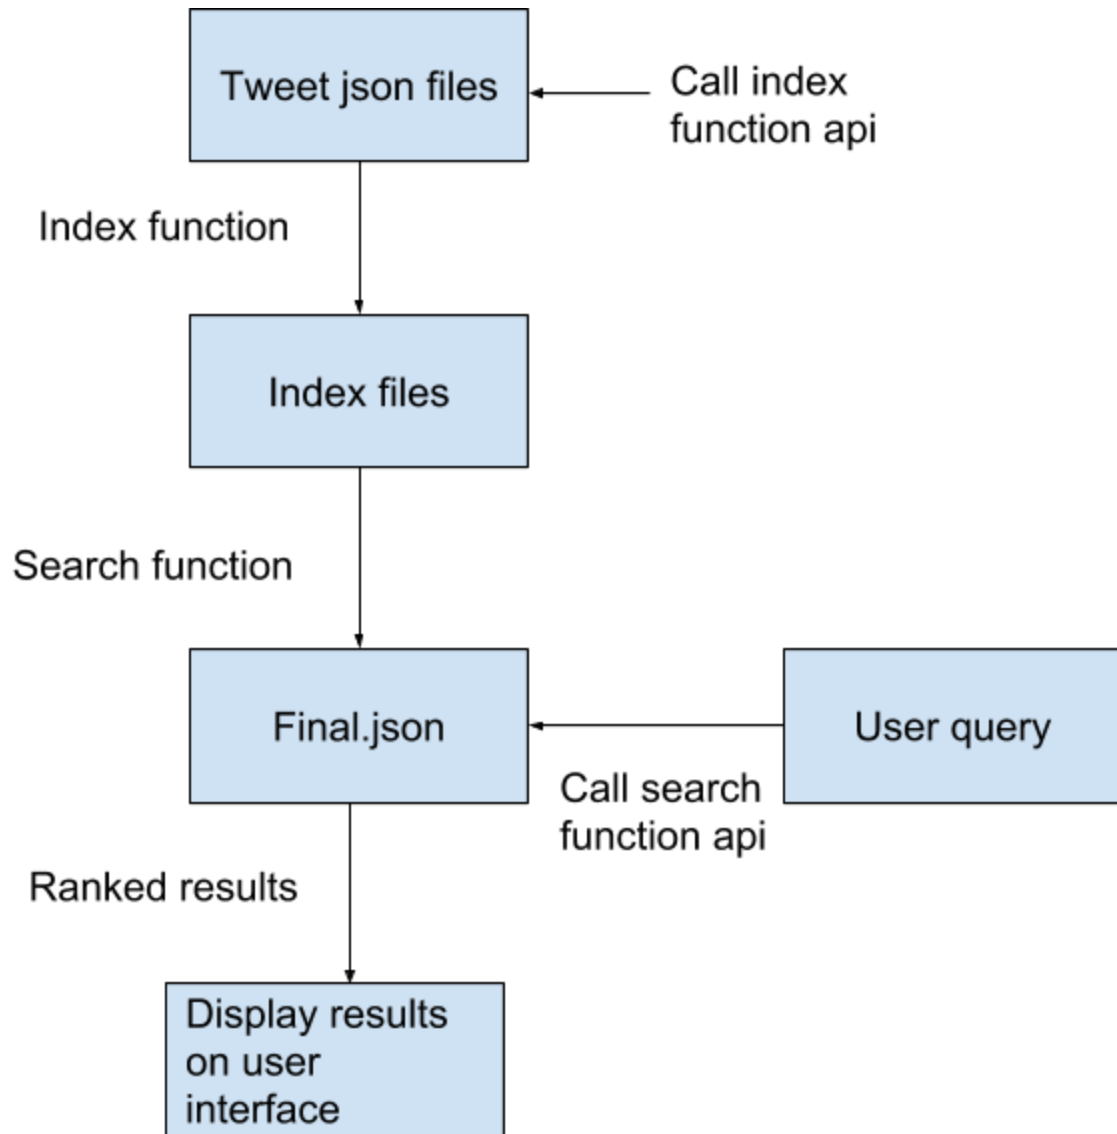 Tweet json files
Call index
function api
Index function
Index files
Search function
Final.json
User query
Call search
function api
Ranked results
Display results
on user
interface